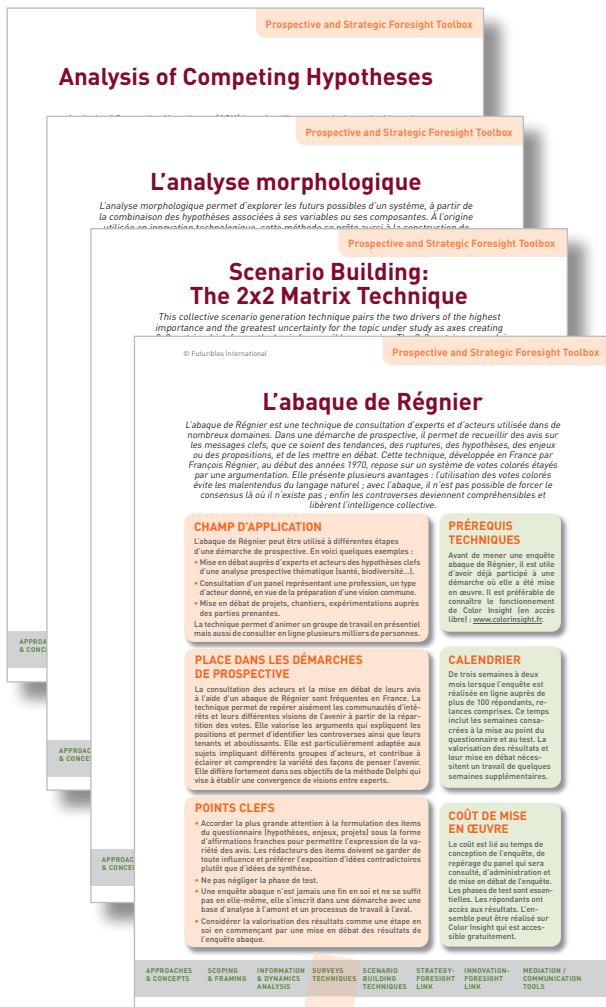 Prospective and Strategic Foresight Toolbox
Analysis of Competing Hypotheses
Prospective and Strategic Foresight Toolbox
L'analyse morphologique
L'analyse morphologique permet d'explorer les futurs possibles d'un système, à partir de
la combinaison des hypothèses associées à ses variables ou ses composantes. À l'origine
utilisée en innovation technologique, cette méthode se prête aussi à la construction de
Prospective and Strategic Foresight Toolbox
Scenario Building:
The 2x2 Matrix Technique
This collective scenario generation technique pairs the two drivers of the highest
importance and the greatest uncertainty for the topic under study as axes creating
© Futuribles International
Prospective and Strategic Foresight Toolbox
L'abaque de Régnier
L'abaque de Régnier est une technique de consultation d'experts et d'acteurs utilisée dans de
nombreux domaines. Dans une démarche de prospective, il permet de recueillir des avis sur
les messages clefs, que ce soient des tendances, des ruptures, des hypothèses, des enjeux
ou des propositions, et de les mettre en débat. Cette technique, développée en France par
François Régnier, au début des années 1970, repose sur un système de votes colorés étayés
par une argumentation. Elle présente plusieurs avantages : l'utilisation des votes colorés
évite les malentendus du langage naturel ; avec l'abaque, il n'est pas possible de forcer le
consensus là où il n'existe pas ; enfin les controverses deviennent compréhensibles et
libèrent l'intelligence collective.
CHAMP D'APPLICATION
L'abaque de Régnier peut être utilisé à différentes étapes
d'une démarche de prospective. En voici quelques exemples :
• Mise en débat auprès d'experts et acteurs des hypothèses clefs
d'une analyse prospective thématique (santé, biodiversité...).
• Consultation d'un panel représentant une profession, un type
d'acteur donné, en vue de la préparation d'une vision commune.
• Mise en débat de projets, chantiers, expérimentations auprès
des parties prenantes.
La technique permet d'animer un groupe de travail en présentiel
mais aussi de consulter en ligne plusieurs milliers de personnes.
PRÉREQUIS
TECHNIQUES
Avant de mener une enquête
abaque de Régnier, il est utile
d'avoir déjà participé à une
démarche où elle a été mise
en œuvre. Il est préférable de
connaître le fonctionnement
de Color Insight (en accès
libre) : www.colorinsight.fr.
PLACE DANS LES DÉMARCHES
DE PROSPECTIVE
La consultation des acteurs et la mise en débat de leurs avis
à l'aide d'un abaque de Régnier sont fréquentes en France. La
technique permet de repérer aisément les communautés d'inté-
rêts et leurs différentes visions de l'avenir à partir de la répar-
tition des votes. Elle valorise les arguments qui expliquent les
positions et permet d'identifier les controverses ainsi que leurs
tenants et aboutissants. Elle est particulièrement adaptée aux
sujets impliquant différents groupes d'acteurs, et contribue à
éclairer et comprendre la variété des façons de penser l'avenir.
Elle diffère fortement dans ses objectifs de la méthode Delphi qui
vise à établir une convergence de visions entre experts.
CALENDRIER
De trois semaines à deux
mois lorsque l'enquête est
réalisée en ligne auprès de
plus de 100 répondants, re-
lances comprises. Ce temps
inclut les semaines consa-
crées à la mise au point du
questionnaire et au test. La
valorisation des résultats et
leur mise en débat néces-
sitent un travail de quelques
semaines supplémentaires.
POINTS CLEFS
• Accorder la plus grande attention à la formulation des items
du questionnaire (hypothèses, enjeux, projets) sous la forme
d'affirmations franches pour permettre l'expression de la va-
riété des avis. Les rédacteurs des items doivent se garder de
toute influence et préférer l'exposition d'idées contradictoires
plutôt que d'idées de synthèse.
• Ne pas négliger la phase de test.
• Une enquête abaque n'est jamais une fin en soi et ne se suffit
pas en elle-même, elle s'inscrit dans une démarche avec une
base d'analyse à l'amont et un processus de travail à l'aval.
• Considérer la valorisation des résultats comme une étape en
soi en commençant par une mise en débat des résultats de
l'enquête abaque.
COÛT DE MISE
EN ŒUVRE
Le coût est lié au temps de
conception de l'enquête, de
repérage du panel qui sera
consulté, d'administration et
de mise en débat de l'enquête.
Les phases de test sont essen-
tielles. Les répondants ont
accès aux résultats. L'en-
semble peut être réalisé sur
Color Insight qui est acces-
sible gratuitement.
APPROACHES
& CONCEPTS
SCOPING
& FRAMING
INFORMATION
& DYNAMICS
ANALYSIS
SURVEYS
TECHNIQUES
SCENARIO
BUILDING
TECHNIQUES
STRATEGY-
FORESIGHT
LINK
INNOVATION-
FORESIGHT
LINK
MEDIATION /
COMMUNICATION
TOOLS